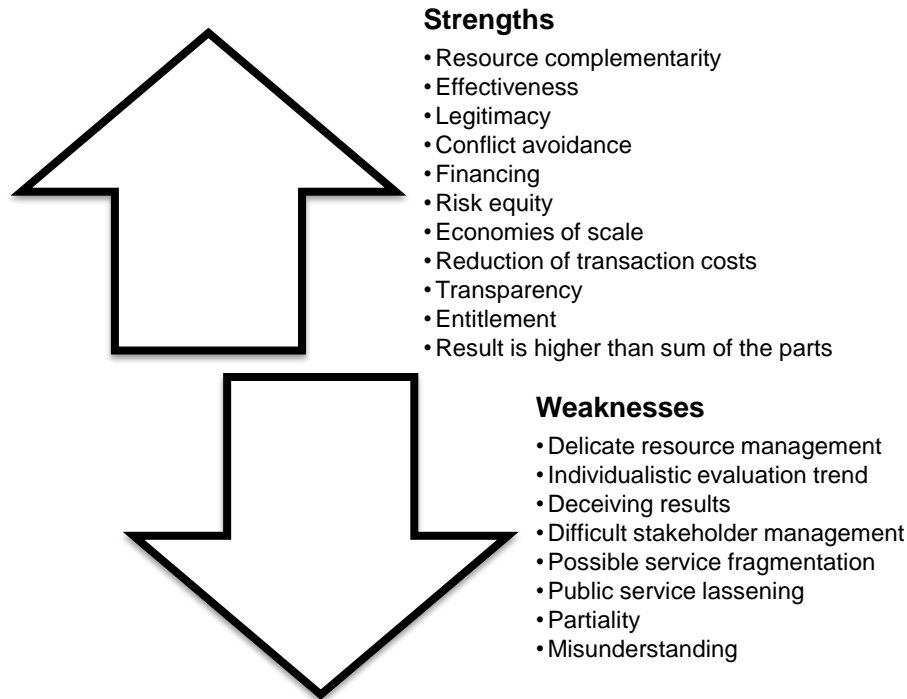 Strengths
• Resource complementarity
• Effectiveness
• Legitimacy
• Conflict avoidance
• Financing
• Risk equity
• Economies of scale
• Reduction of transaction costs
• Transparency
• Entitlement
• Result is higher than sum of the parts
Weaknesses
• Delicate resource management
• Individualistic evaluation trend
• Deceiving results
• Difficult stakeholder management
• Possible service fragmentation
• Public service lassening
• Partiality
• Misunderstanding